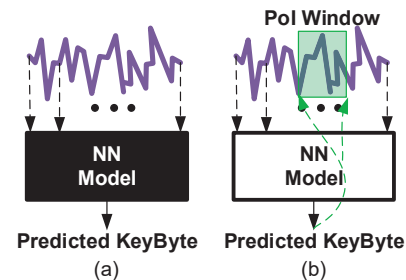 PoI Window
NN
Model
NN
Model
Predicted KeyByte
Predicted KeyByte
(a)
(b)